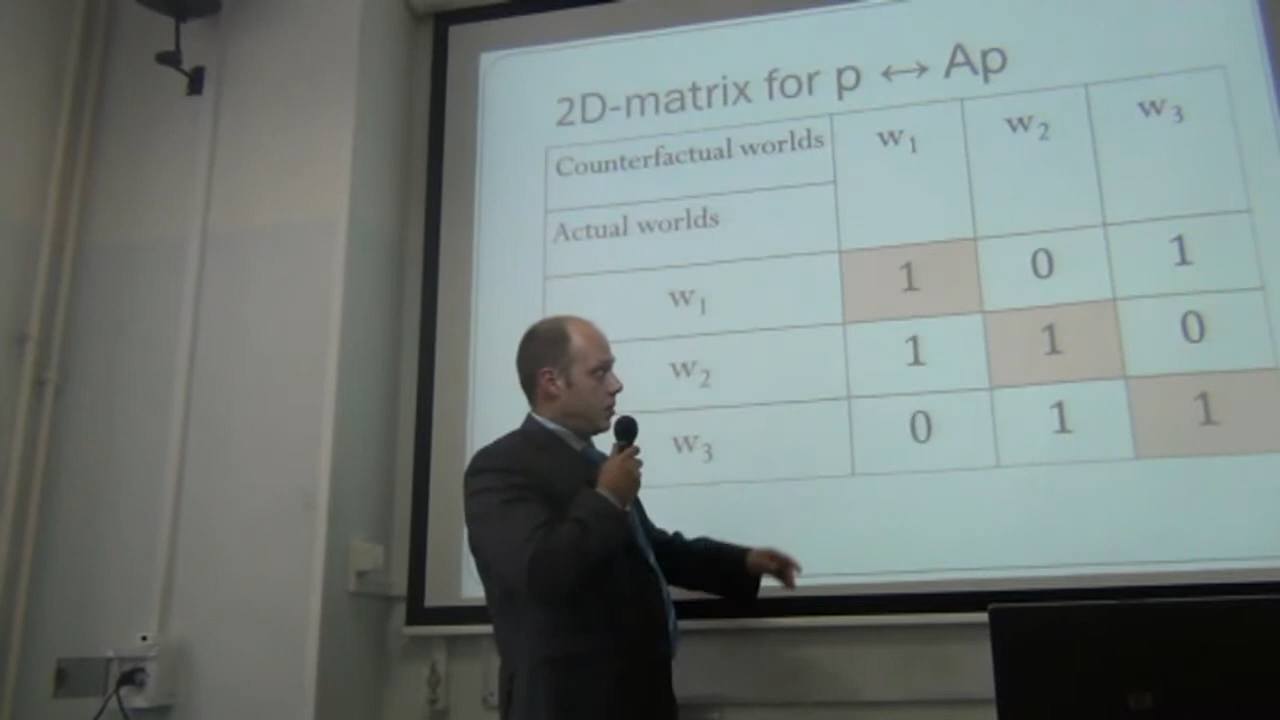 2D-matrix for p ↔ Ap
Counterfactual worlds w₁ w₂ w₃
Actual worlds
w₁ 1 0 1
w₂ 1 1 0
w₃ 0 1 1